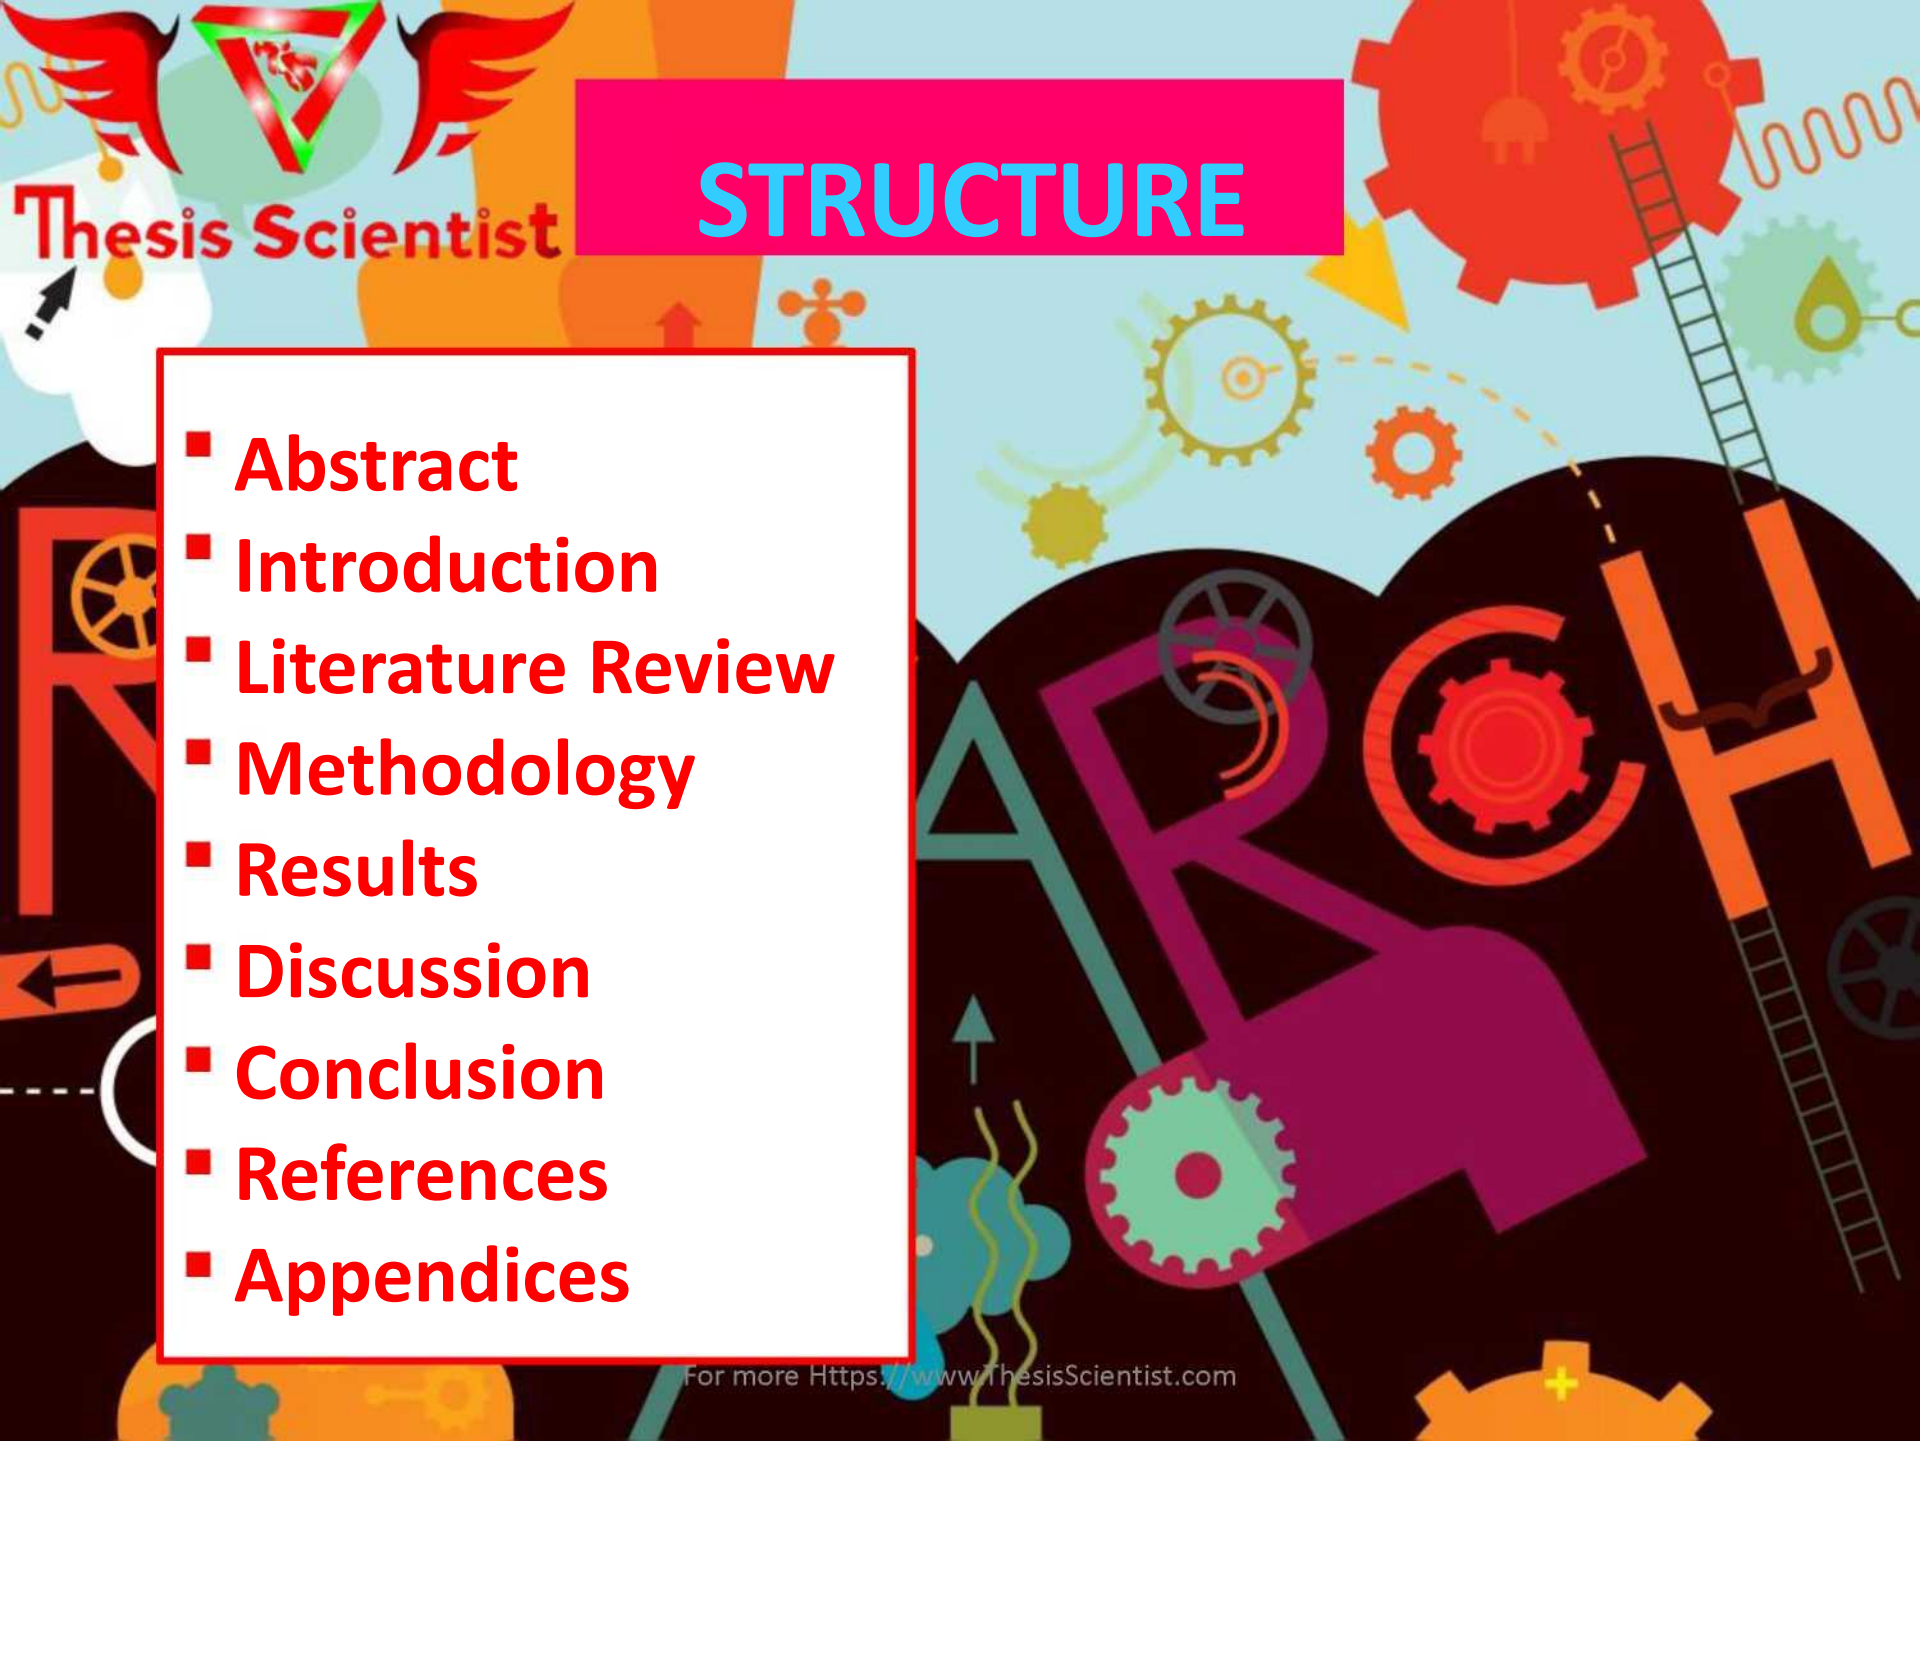 Thesis Scientist
STRUCTURE
▪ Abstract
▪ Introduction
▪ Literature Review
▪ Methodology
▪ Results
▪ Discussion
▪ Conclusion
▪ References
▪ Appendices
R ARCH
For more Https://www.ThesisScientist.com